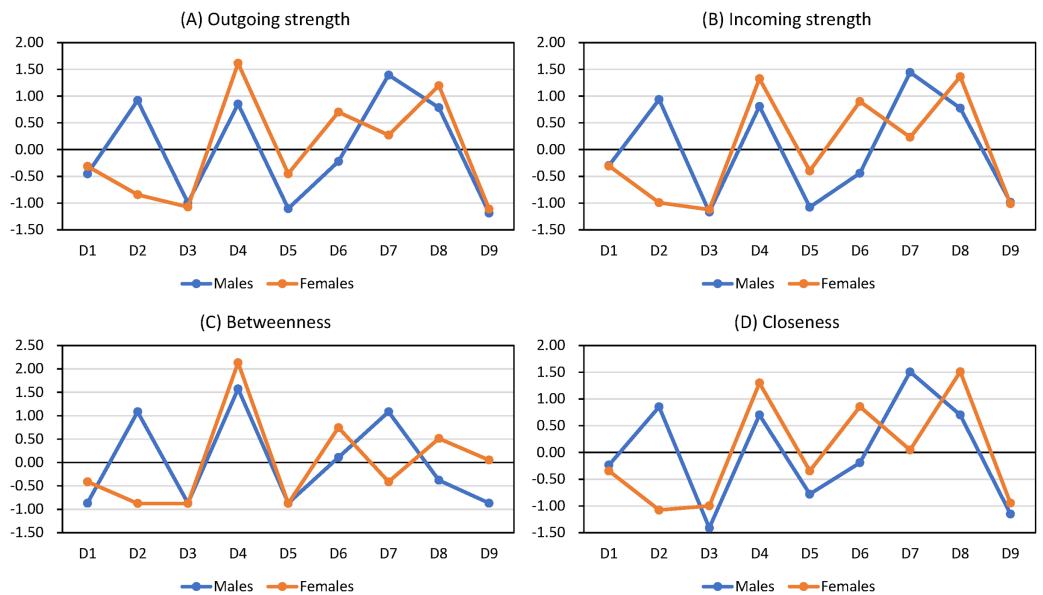 (A) Outgoing strength
2.00
1.50
1.00
0.50
0.00
-0.50
-1.00
-1.50
D1 D2 D3 D4 D5 D6 D7 D8 D9
Males Females
(B) Incoming strength
2.00
1.50
1.00
0.50
0.00
-0.50
-1.00
-1.50
D1 D2 D3 D4 D5 D6 D7 D8 D9
Males Females
(C) Betweenness
2.50
2.00
1.50
1.00
0.50
0.00
-0.50
-1.00
-1.50
D1 D2 D3 D4 D5 D6 D7 D8 D9
Males Females
(D) Closeness
2.00
1.50
1.00
0.50
0.00
-0.50
-1.00
-1.50
D1 D2 D3 D4 D5 D6 D7 D8 D9
Males Females